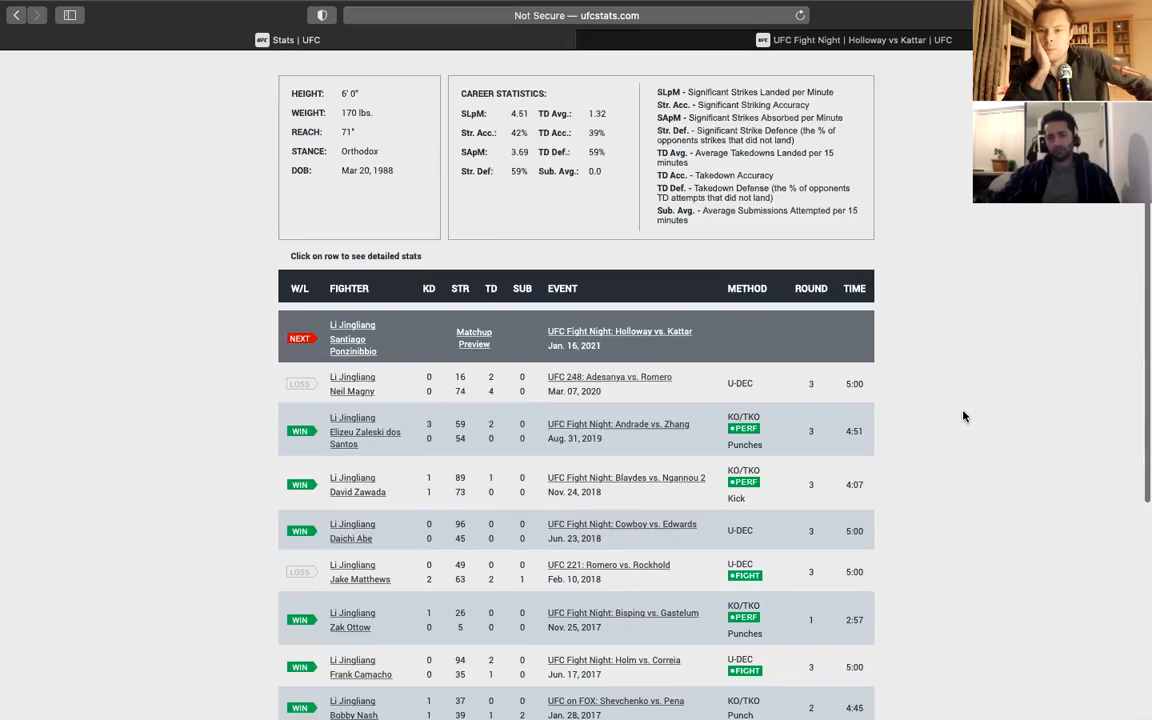 Not Secure — ufcstats.com
UFC Stats | UFC
UFC UFC Fight Night | Holloway vs Kattar | UFC
HEIGHT: 6' 0"
WEIGHT: 170 lbs.
REACH: 71"
STANCE: Orthodox
DOB: Mar 20, 1988
CAREER STATISTICS:
SLpM: 4.51 TD Avg.: 1.32
Str. Acc.: 42% TD Acc.: 39%
SApM: 3.69 TD Def.: 59%
Str. Def: 59% Sub. Avg.: 0.0
SLpM - Significant Strikes Landed per Minute
Str. Acc. - Significant Striking Accuracy
SApM - Significant Strikes Absorbed per Minute
Str. Def. - Significant Strike Defence (the % of
opponents strikes that did not land)
TD Avg. - Average Takedowns Landed per 15
minutes
TD Acc. - Takedown Accuracy
TD Def. - Takedown Defense (the % of opponents
TD attempts that did not land)
Sub. Avg. - Average Submissions Attempted per 15
minutes
Click on row to see detailed stats
W/L FIGHTER KD STR TD SUB EVENT METHOD ROUND TIME
NEXT
Li Jingliang
Santiago
Ponzinibbio
Matchup
Preview
UFC Fight Night: Holloway vs. Kattar
Jan. 16, 2021
LOSS
Li Jingliang 0 16 2 0 UFC 248: Adesanya vs. Romero
Neil Magny 0 74 4 0 Mar. 07, 2020
U-DEC 3 5:00
WIN
Li Jingliang 3 59 2 0 UFC Fight Night: Andrade vs. Zhang
Elizeu Zaleski dos 0 54 0 0 Aug. 31, 2019
Santos
KO/TKO
PERF
Punches
3 4:51
WIN
Li Jingliang 1 89 1 0 UFC Fight Night: Blaydes vs. Ngannou 2
David Zawada 1 73 0 0 Nov. 24, 2018
KO/TKO
PERF
Kick
3 4:07
WIN
Li Jingliang 0 96 0 0 UFC Fight Night: Cowboy vs. Edwards
Daichi Abe 0 45 0 0 Jun. 23, 2018
U-DEC 3 5:00
LOSS
Li Jingliang 0 49 0 0 UFC 221: Romero vs. Rockhold
Jake Matthews 2 63 2 1 Feb. 10, 2018
U-DEC
FIGHT
3 5:00
WIN
Li Jingliang 1 26 0 0 UFC Fight Night: Bisping vs. Gastelum
Zak Ottow 0 5 0 0 Nov. 25, 2017
KO/TKO
PERF
Punches
1 2:57
WIN
Li Jingliang 0 94 2 0 UFC Fight Night: Holm vs. Correia
Frank Camacho 0 35 1 0 Jun. 17, 2017
U-DEC
FIGHT
3 5:00
WIN
Li Jingliang 1 37 0 0 UFC on FOX: Shevchenko vs. Pena
Bobby Nash 1 39 1 2 Jan. 28, 2017
KO/TKO
Punch
2 4:45